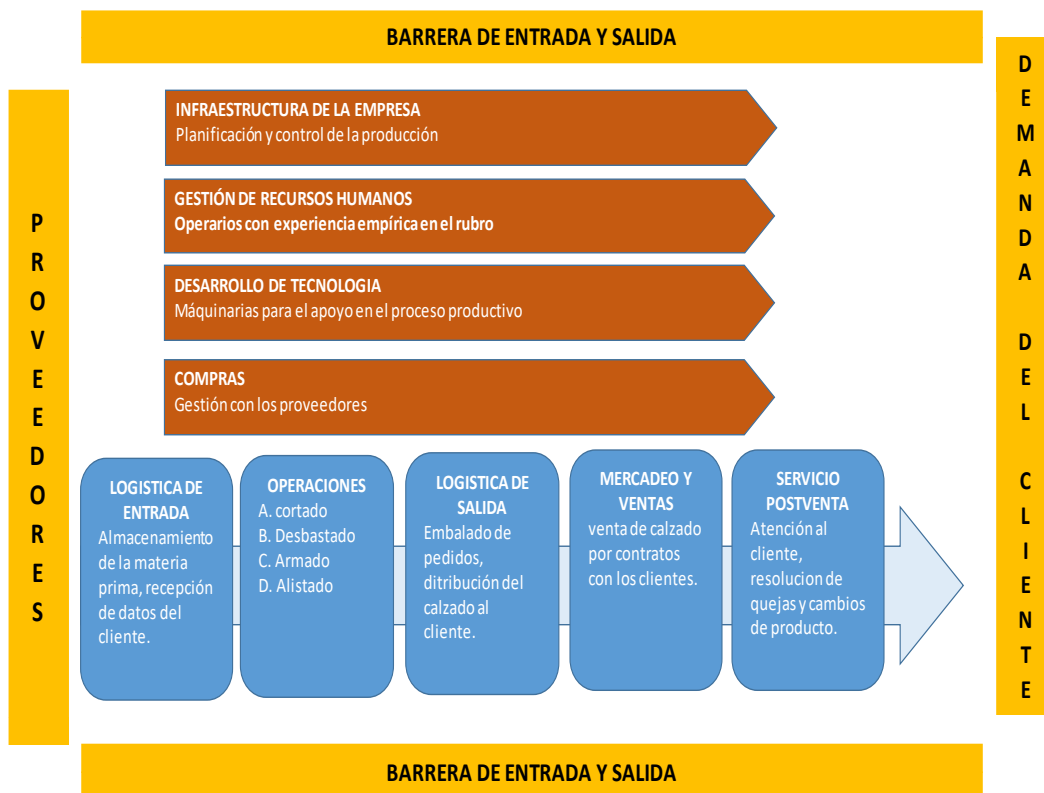 BARRERA DE ENTRADA Y SALIDA
PROVEEDORES
INFRAESTRUCTURA DE LA EMPRESA
Planificación y control de la producción
GESTIÓN DE RECURSOS HUMANOS
Operarios con experiencia empírica en el rubro
DESARROLLO DE TECNOLOGIA
Máquinarias para el apoyo en el proceso productivo
COMPRAS
Gestión con los proveedores
LOGISTICA DE
ENTRADA
Almacenamiento
de la materia
prima, recepción
de datos del
cliente.
OPERACIONES
A. cortado
B. Desbastado
C. Armado
D. Alistado
LOGISTICA DE
SALIDA
Embalado de
pedidos,
ditribución del
calzado al
cliente.
MERCADEO Y
VENTAS
venta de calzado
por contratos
con los clientes.
SERVICIO
POSTVENTA
Atención al
cliente,
resolucion de
quejas y cambios
de producto.
DEMANDA DEL CLIENTE
BARRERA DE ENTRADA Y SALIDA